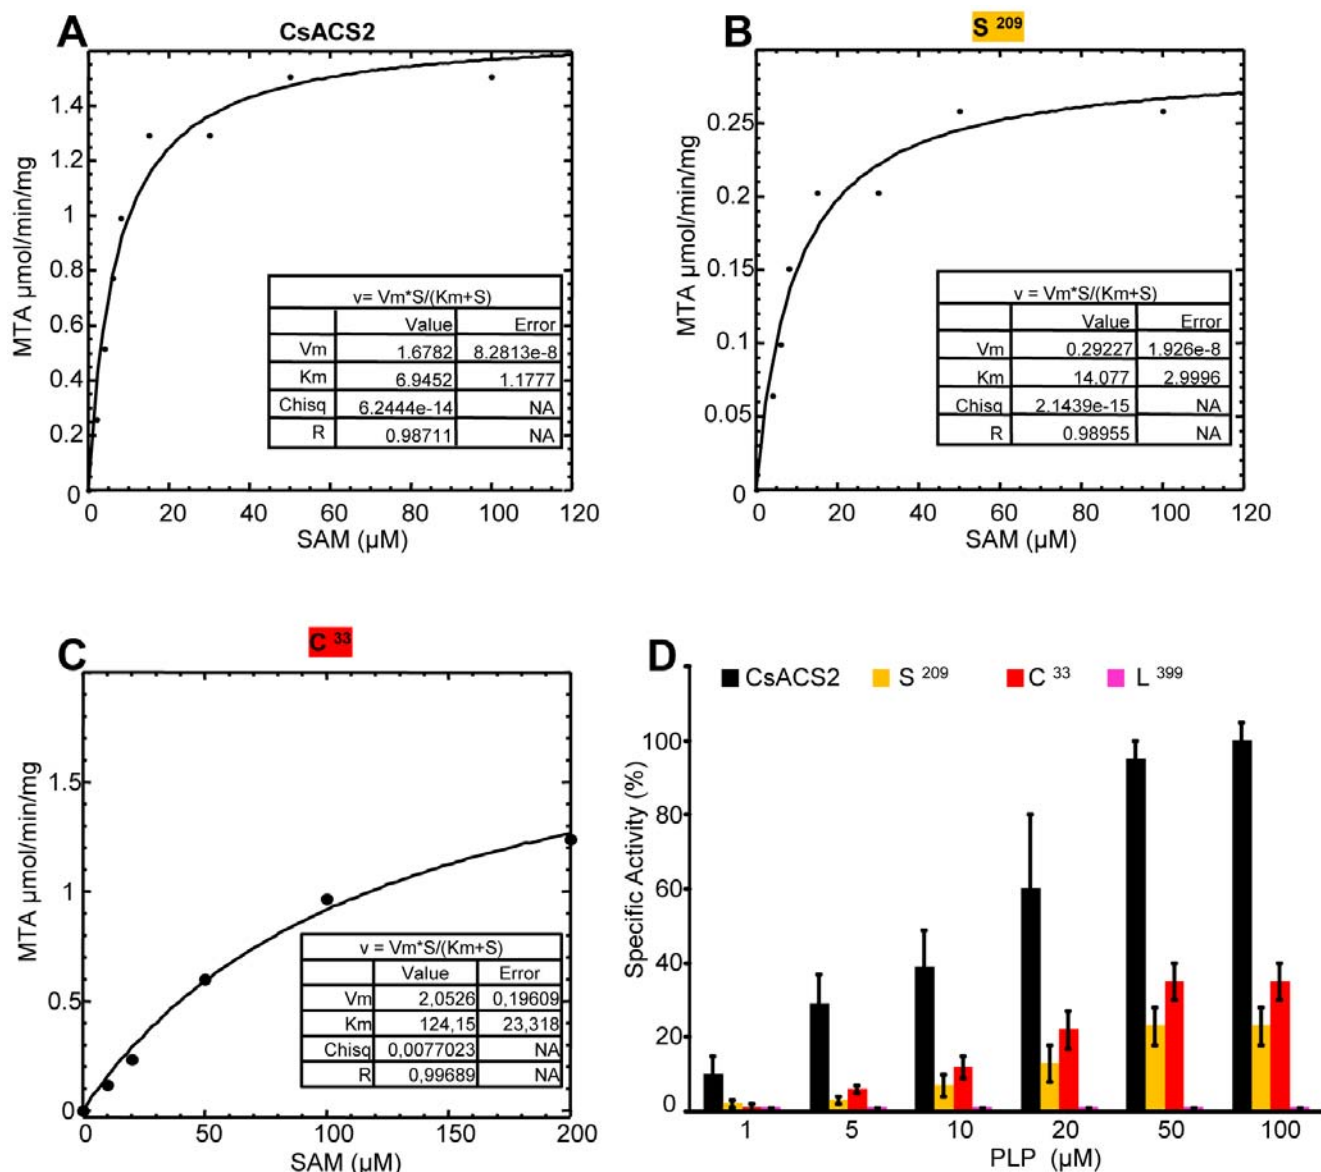 A
CsACS2
MTA µmol/min/mg
1.4
1.2
1
0.8
0.6
0.4
0.2
0
0 20 40 60 80 100 120
SAM (µM)
v= Vm*S/(Km+S)
Value Error
Vm 1.6782 8.2813e-8
Km 6.9452 1.1777
Chisq 6.2444e-14 NA
R 0.98711 NA
B
S 209
MTA µmol/min/mg
0.25
0.2
0.15
0.1
0.05
0
0 20 40 60 80 100 120
SAM (µM)
v = Vm*S/(Km+S)
Value Error
Vm 0.29227 1.926e-8
Km 14.077 2.9996
Chisq 2.1439e-15 NA
R 0.98955 NA
C
C 33
MTA µmol/min/mg
1.5
1
0.5
0
0 50 100 150 200
SAM (µM)
v = Vm*S/(Km+S)
Value Error
Vm 2,0526 0,19609
Km 124,15 23,318
Chisq 0,0077023 NA
R 0,99689 NA
D
CsACS2 S 209 C 33 L 399
Specific Activity (%)
100
80
60
40
20
0
1 5 10 20 50 100
PLP (µM)